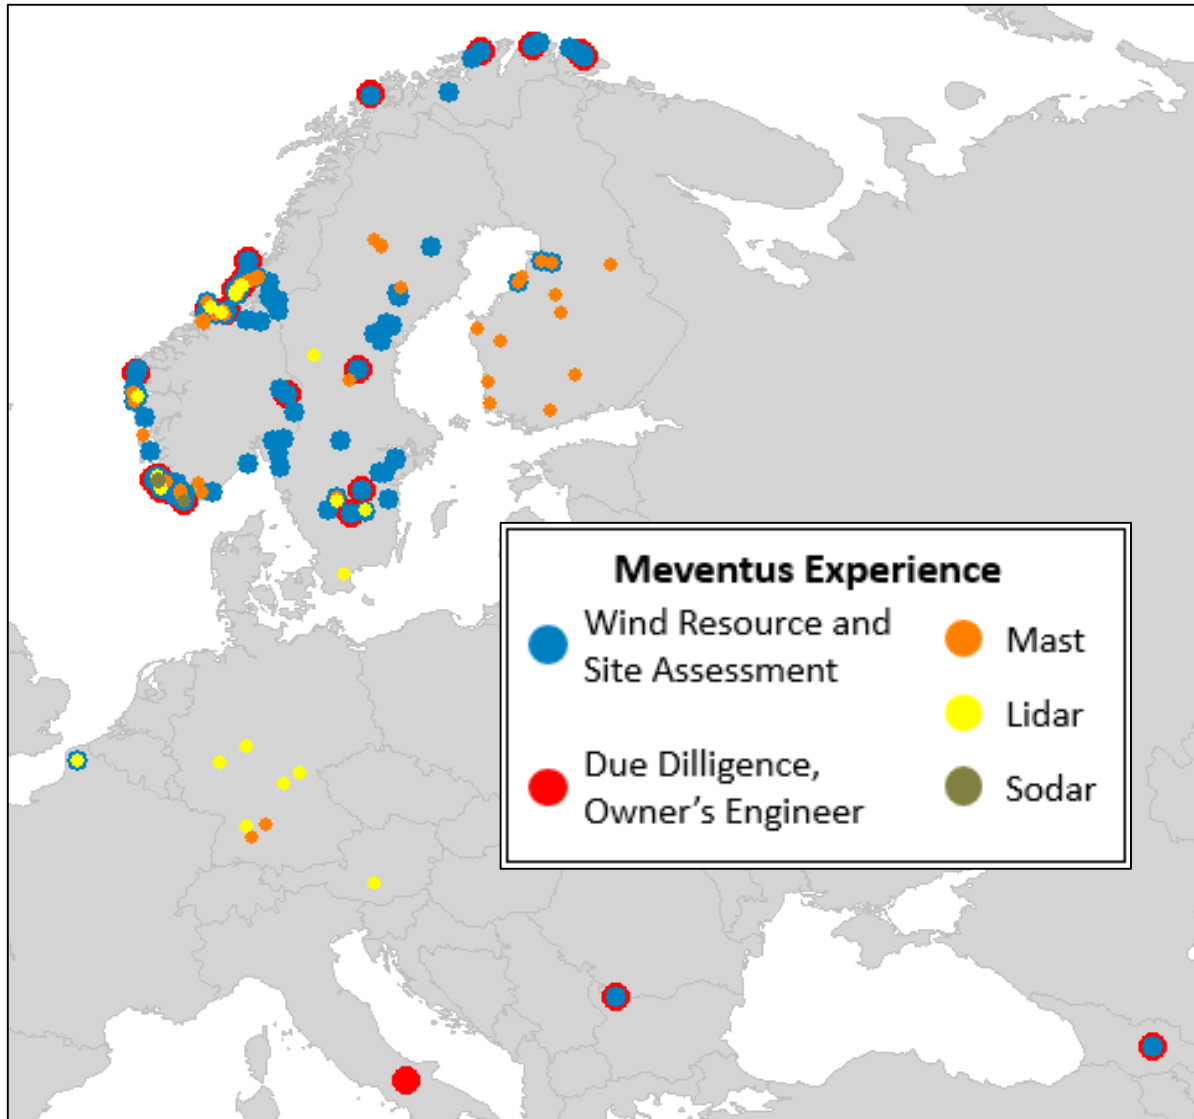 Meventus Experience
Wind Resource and
Site Assessment
Due Dilligence,
Owner's Engineer
Mast
Lidar
Sodar